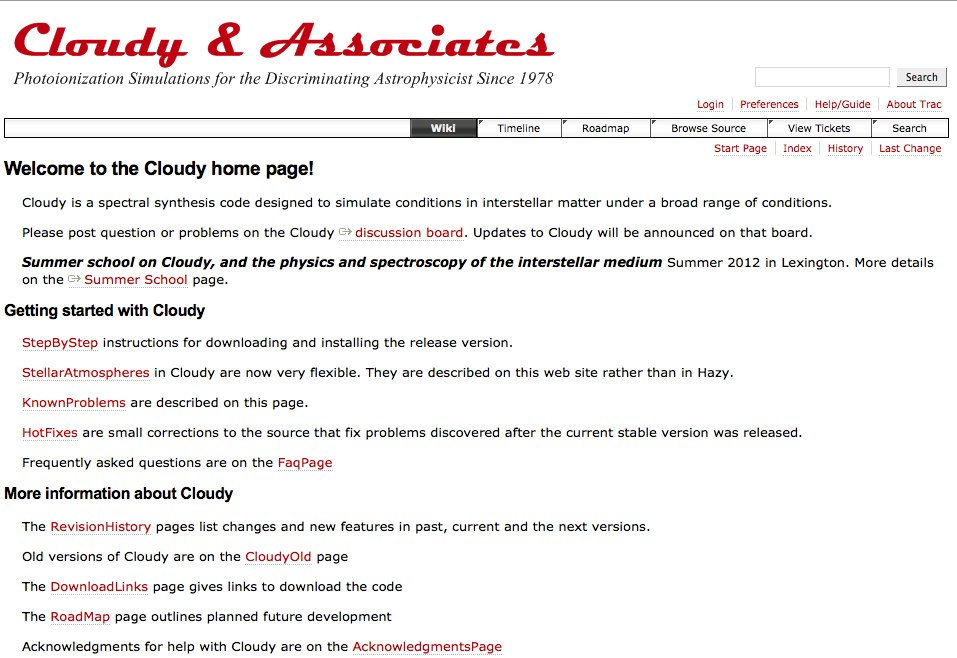 Cloudy & Associates
Photoionization Simulations for the Discriminating Astrophysicist Since 1978
Search
Login Preferences Help/Guide About Trac
Wiki Timeline Roadmap Browse Source View Tickets Search
Start Page Index History Last Change
Welcome to the Cloudy home page!
Cloudy is a spectral synthesis code designed to simulate conditions in interstellar matter under a broad range of conditions.
Please post question or problems on the Cloudy discussion board. Updates to Cloudy will be announced on that board.
Summer school on Cloudy, and the physics and spectroscopy of the interstellar medium Summer 2012 in Lexington. More details
on the Summer School page.
Getting started with Cloudy
StepByStep instructions for downloading and installing the release version.
StellarAtmospheres in Cloudy are now very flexible. They are described on this web site rather than in Hazy.
KnownProblems are described on this page.
HotFixes are small corrections to the source that fix problems discovered after the current stable version was released.
Frequently asked questions are on the FaqPage
More information about Cloudy
The RevisionHistory pages list changes and new features in past, current and the next versions.
Old versions of Cloudy are on the CloudyOld page
The DownloadLinks page gives links to download the code
The RoadMap page outlines planned future development
Acknowledgments for help with Cloudy are on the AcknowledgmentsPage